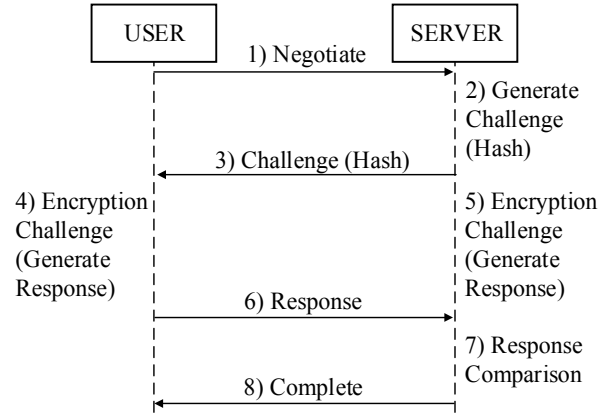 USER
SERVER
1) Negotiate
2) Generate
Challenge
(Hash)
3) Challenge (Hash)
4) Encryption
Challenge
(Generate
Response)
5) Encryption
Challenge
(Generate
Response)
6) Response
7) Response
Comparison
8) Complete